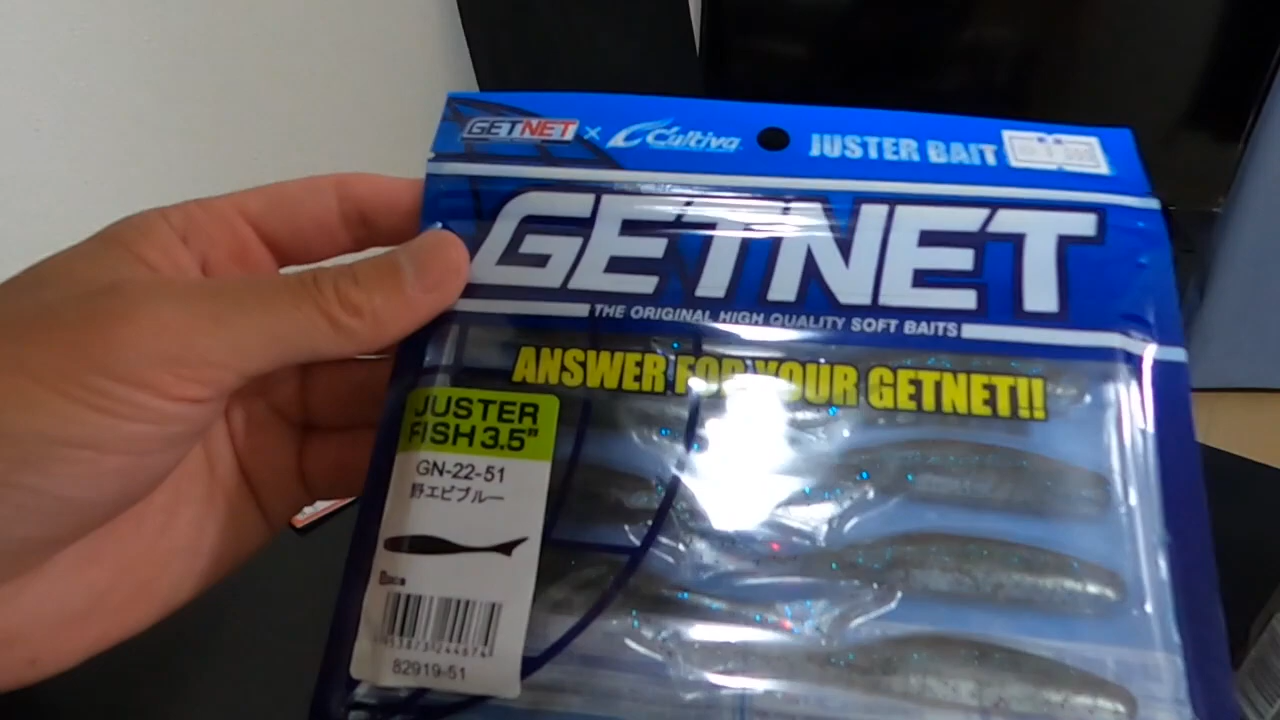 GETNET × Cultiva JUSTER BAIT
GETNET
THE ORIGINAL HIGH QUALITY SOFT BAITS
ANSWER FOR YOUR GETNET!!
JUSTER
FISH 3.5"
GN-22-51
野エビブルー
82919-51